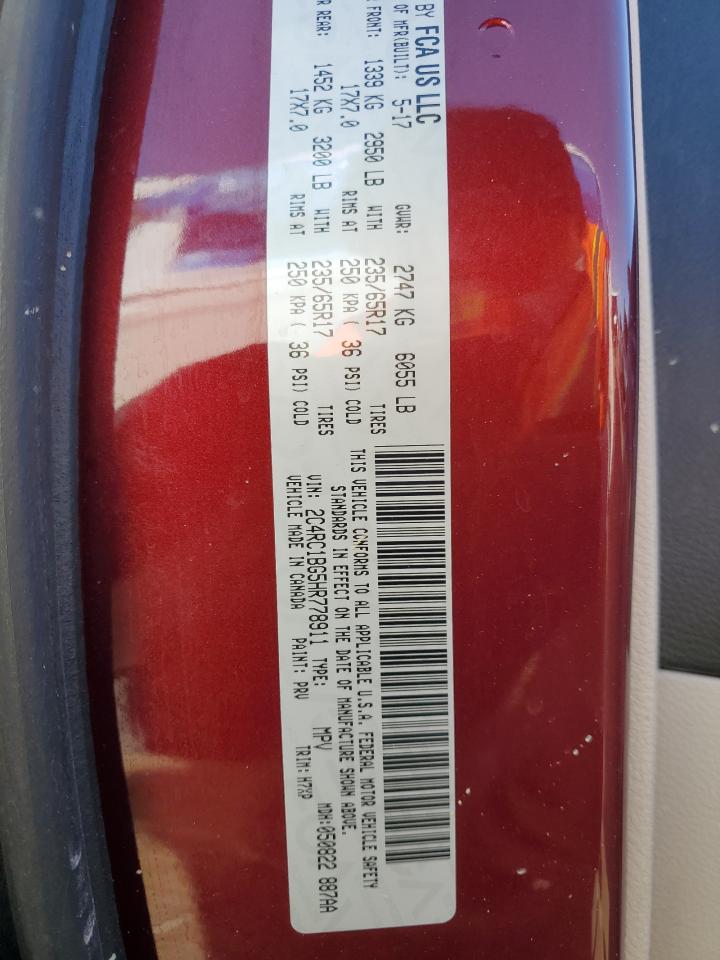 BY FCA US LLC
OF MFR(BUILT): 5-17 GVWR: 2747 KG 6055 LB
FRONT: 1339 KG 2950 LB WITH 235/65R17 TIRES
17X7.0 RIMS AT 250 KPA ( 36 PSI) COLD
REAR: 1452 KG 3200 LB WITH 235/65R17 TIRES
17X7.0 RIMS AT 250 KPA ( 36 PSI) COLD
THIS VEHICLE CONFORMS TO ALL APPLICABLE U.S.A. FEDERAL MOTOR VEHICLE SAFETY
STANDARDS IN EFFECT ON THE DATE OF MANUFACTURE SHOWN ABOVE.
VIN: 2C4RC1BG5HR778911 TYPE: MPV MDH:050822 887AA
VEHICLE MADE IN CANADA PAINT: PRV TRIM: H7XP